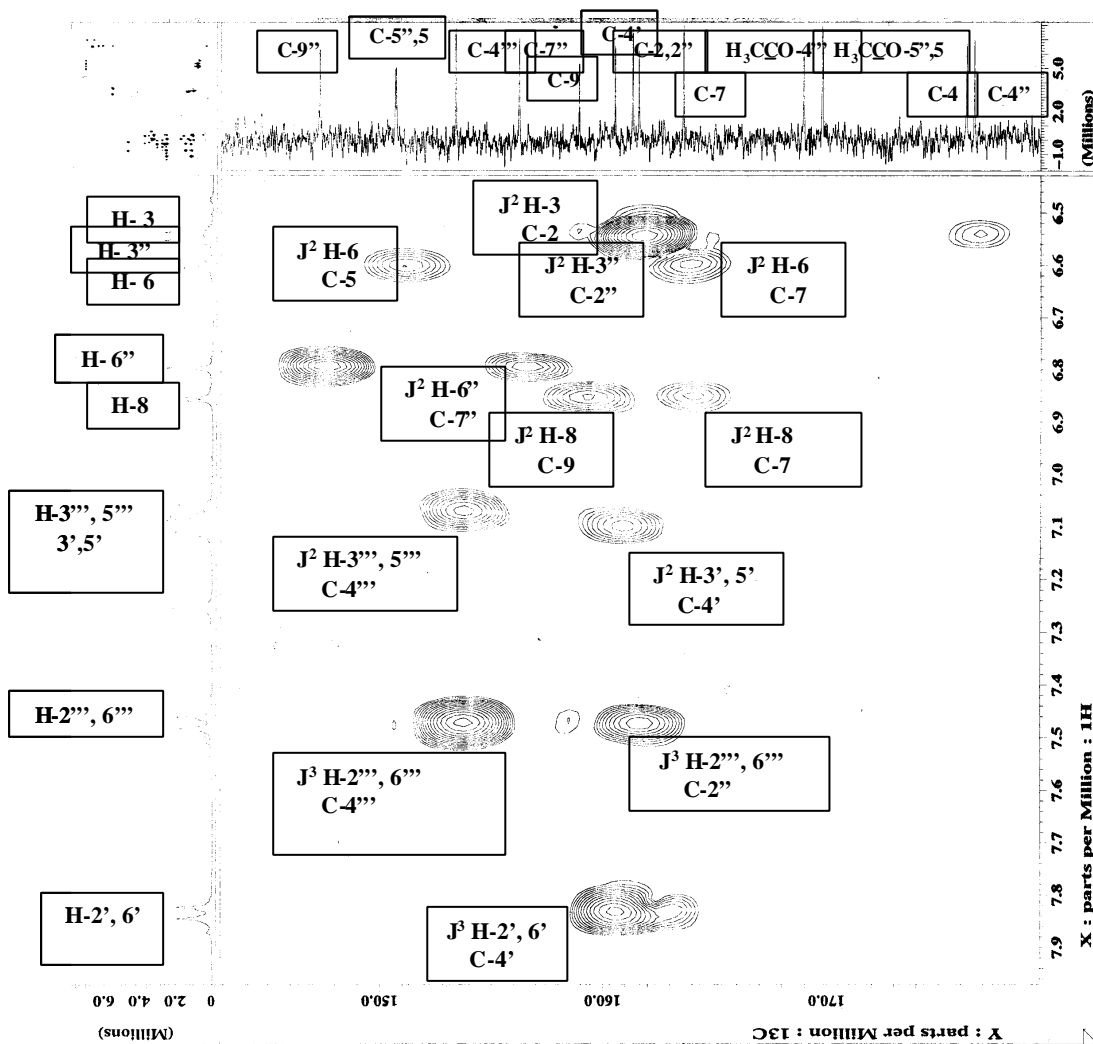 C-9”
C-5”,5
C-4’”
C-7”
C-9
C-4’
C-2,2”
C-7
H₃CCO-4’”
H₃CCO-5”,5
C-4
C-4”
5.0
2.0
-1.0
(Millions)
H- 3
H- 3”
H- 6
H- 6”
H-8
H-3’”, 5’”
3’,5’
H-2’”, 6’”
H-2’, 6’
J² H-3
C-2
J² H-6
C-5
J² H-3”
C-2”
J² H-6
C-7
J² H-6”
C-7”
J² H-8
C-9
J² H-8
C-7
J² H-3’”, 5’”
C-4’”
J² H-3’, 5’
C-4’
J³ H-2’”, 6’”
C-4’”
J³ H-2’”, 6’”
C-2”
J³ H-2’, 6’
C-4’
6.5
6.6
6.7
6.8
6.9
7.0
7.1
7.2
7.3
7.4
7.5
7.6
7.7
7.8
7.9
X : parts per Million : 1H
6.0 4.0 2.0 0
(Millions)
150.0 160.0 170.0
Y : parts per Million : 13C